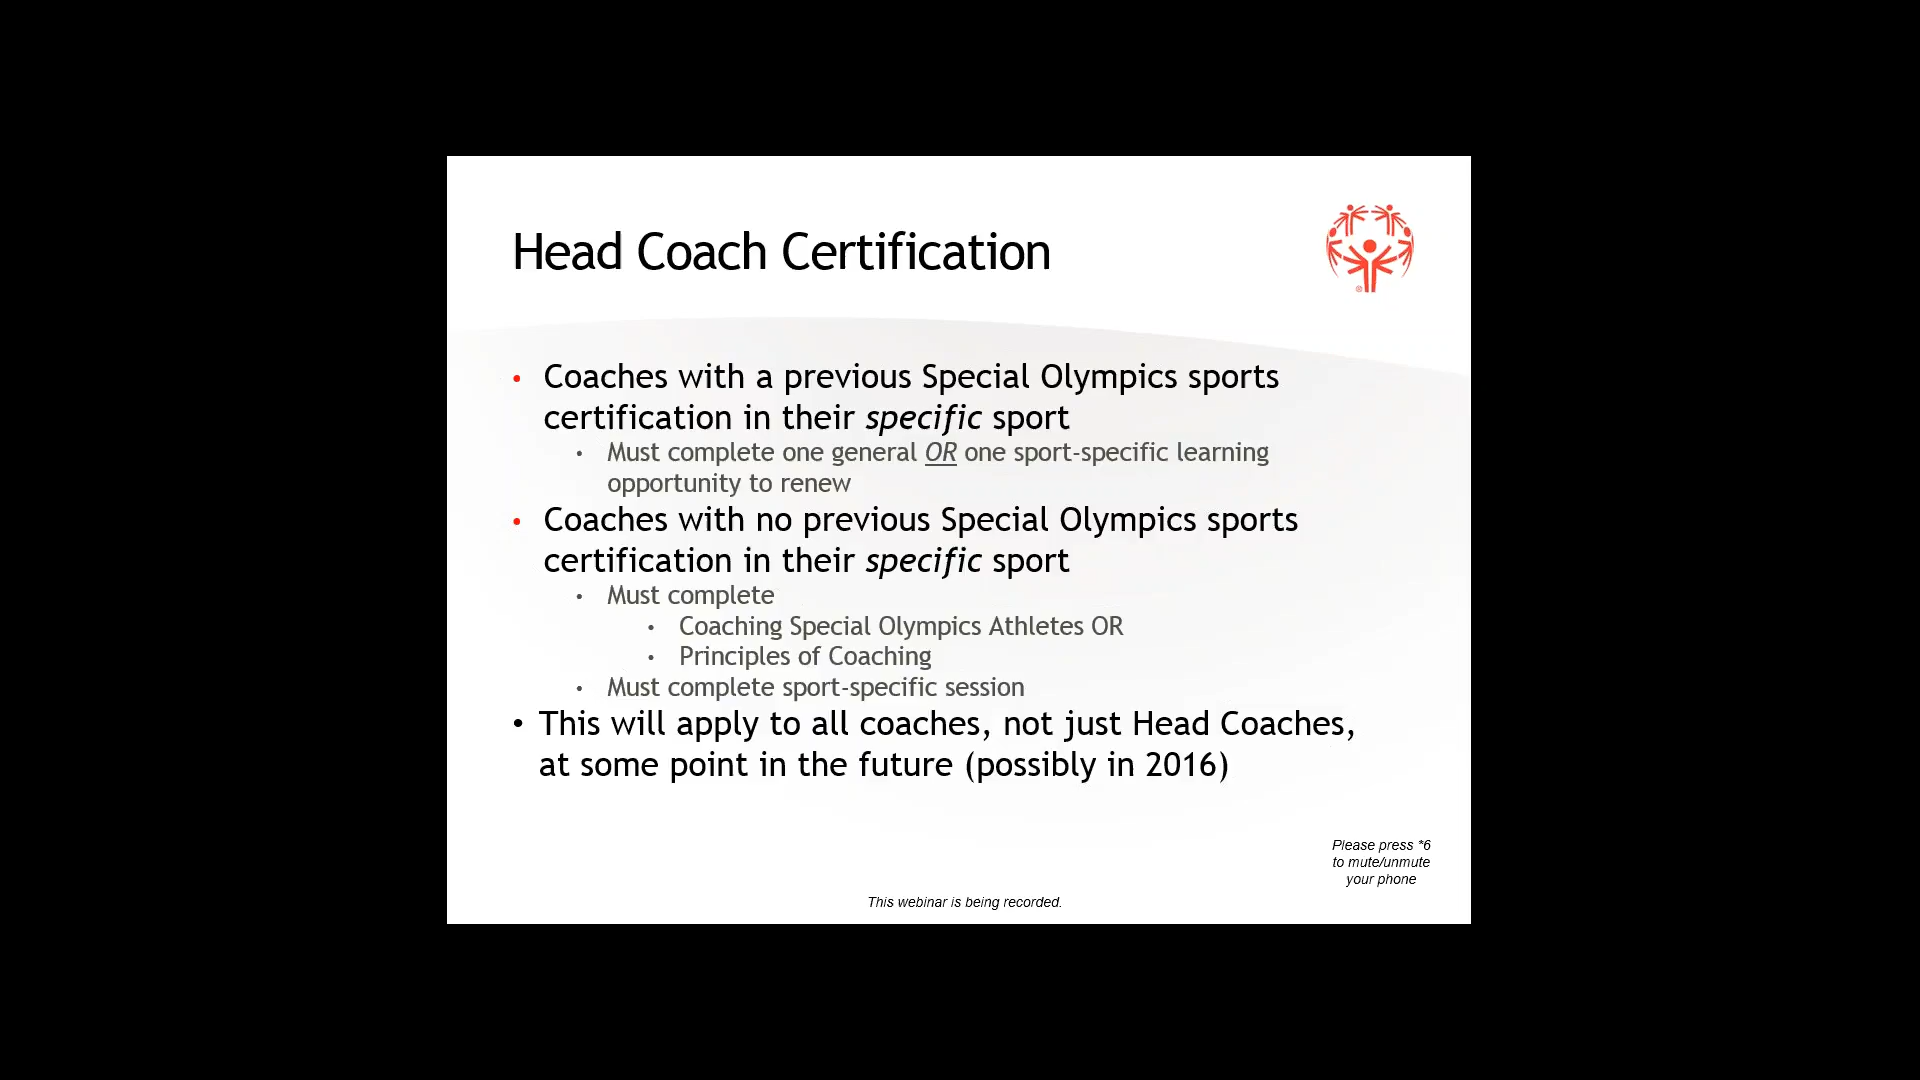 Head Coach Certification
• Coaches with a previous Special Olympics sports
certification in their specific sport
• Must complete one general OR one sport-specific learning
opportunity to renew
• Coaches with no previous Special Olympics sports
certification in their specific sport
• Must complete
• Coaching Special Olympics Athletes OR
• Principles of Coaching
• Must complete sport-specific session
• This will apply to all coaches, not just Head Coaches,
at some point in the future (possibly in 2016)
Please press *6
to mute/unmute
your phone
This webinar is being recorded.